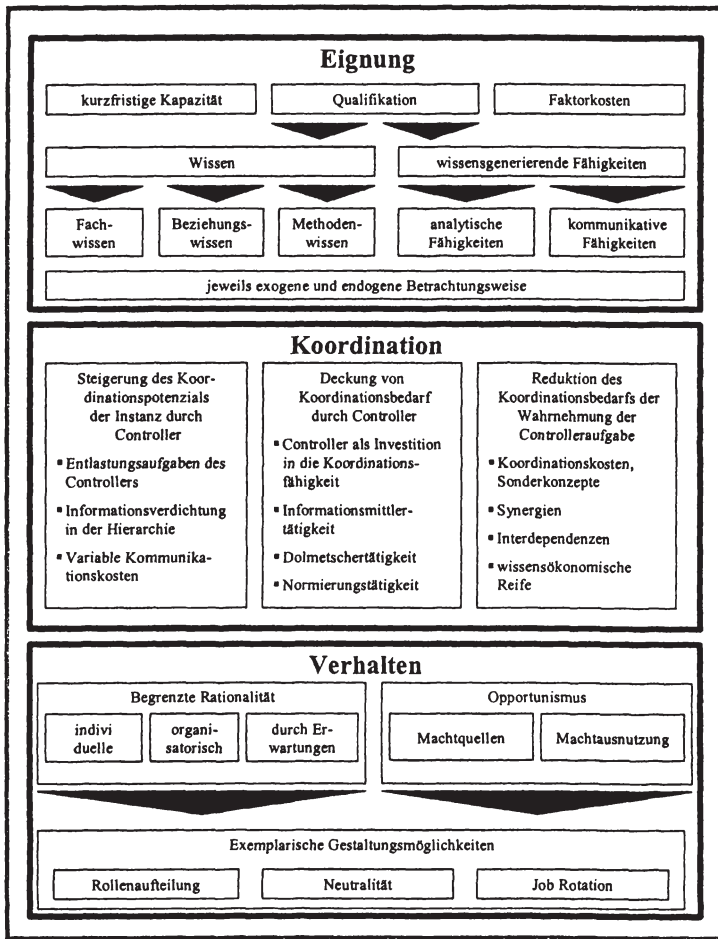 Eignung
kurzfristige Kapazität
Qualifikation
Faktorkosten
Wissen
wissensgenerierende Fähigkeiten
Fach-
wissen
Beziehungs-
wissen
Methoden-
wissen
analytische
Fähigkeiten
kommunikative
Fähigkeiten
jeweils exogene und endogene Betrachtungsweise
Koordination
Steigerung des Koor-
dinationspotenzials
der Instanz durch
Controller
▪ Entlastungsaufgaben des
Controllers
▪ Informationsverdichtung
in der Hierarchie
▪ Variable Kommunika-
tionskosten
Deckung von
Koordinationsbedarf
durch Controller
▪ Controller als Investition
in die Koordinations-
fähigkeit
▪ Informationsmittler-
tätigkeit
▪ Dolmetschertätigkeit
▪ Normierungstätigkeit
Reduktion des
Koordinationsbedarfs der
Wahrnehmung der
Controlleraufgabe
▪ Koordinationskosten,
Sonderkonzepte
▪ Synergien
▪ Interdependenzen
▪ wissensökonomische
Reife
Verhalten
Begrenzte Rationalität
indivi
duelle
organi-
satorisch
durch Er-
wartungen
Opportunismus
Machtquellen
Machtausnutzung
Exemplarische Gestaltungsmöglichkeiten
Rollenaufteilung
Neutralität
Job Rotation